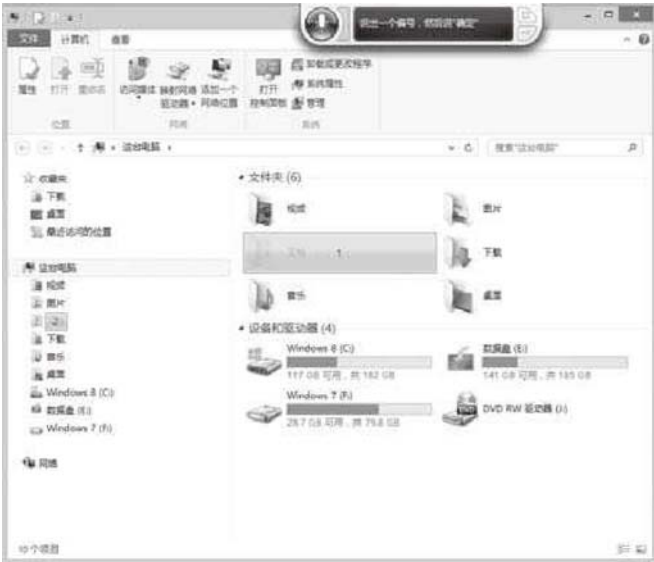 说出一个编号，然后说"确定"
文件 计算机 查看
属性 打开 重命名 访问媒体 映射网络驱动器 添加一个网络位置 打开控制面板 卸载或更改程序
系统属性
管理
位置 网络 系统
这台电脑 搜索"这台电脑"
收藏夹
下载
桌面
最近访问的位置
这台电脑
视频
图片
2
下载
音乐
桌面
Windows 8 (C:)
数据盘 (E:)
Windows 7 (F:)
网络
文件夹 (6)
视频 图片
文档 1 下载
音乐 桌面
设备和驱动器 (4)
Windows 8 (C:) 数据盘 (E:)
117 GB 可用，共 162 GB 141 GB 可用，共 185 GB
Windows 7 (F:) DVD RW 驱动器 (J:)
28.7 GB 可用，共 79.8 GB
10 个项目